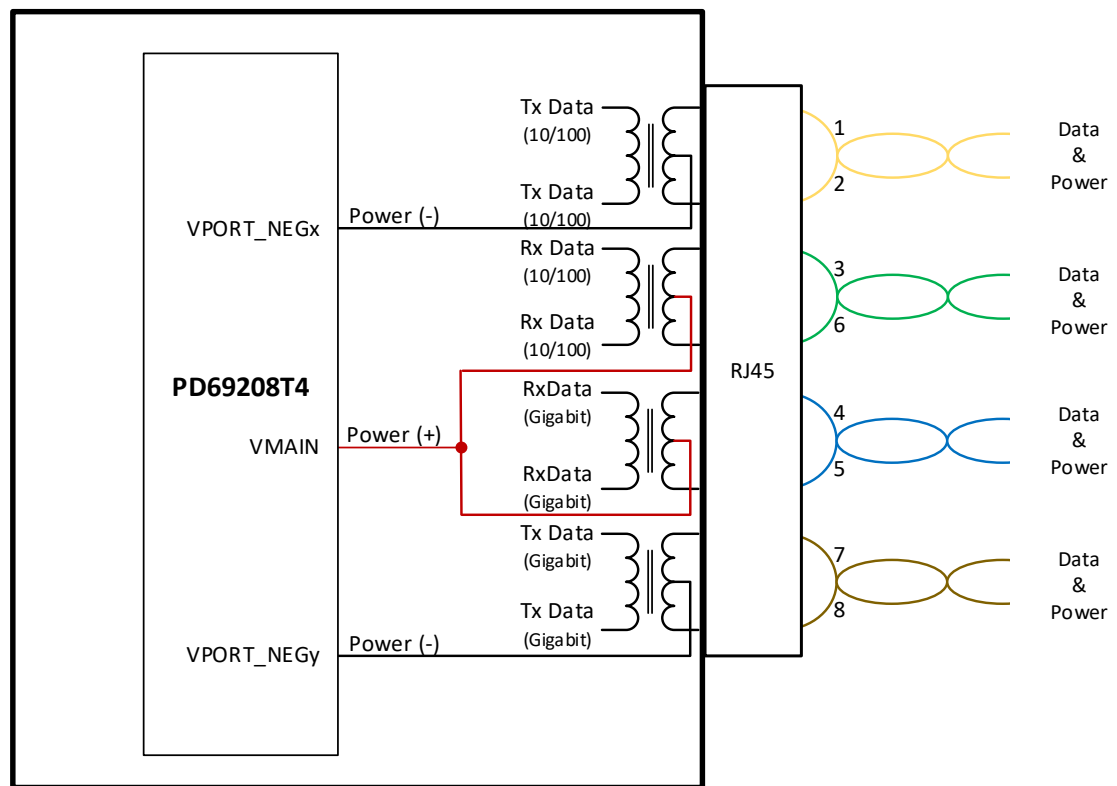 Tx Data
(10/100)
Tx Data
(10/100)
VPORT_NEGx
Power (-)
Rx Data
(10/100)
Rx Data
(10/100)
PD69208T4
VMAIN
Power (+)
RxData
(Gigabit)
RxData
(Gigabit)
Tx Data
(Gigabit)
Tx Data
(Gigabit)
VPORT_NEGy
Power (-)
RJ45
1
2
Data
&
Power
3
6
Data
&
Power
4
5
Data
&
Power
7
8
Data
&
Power